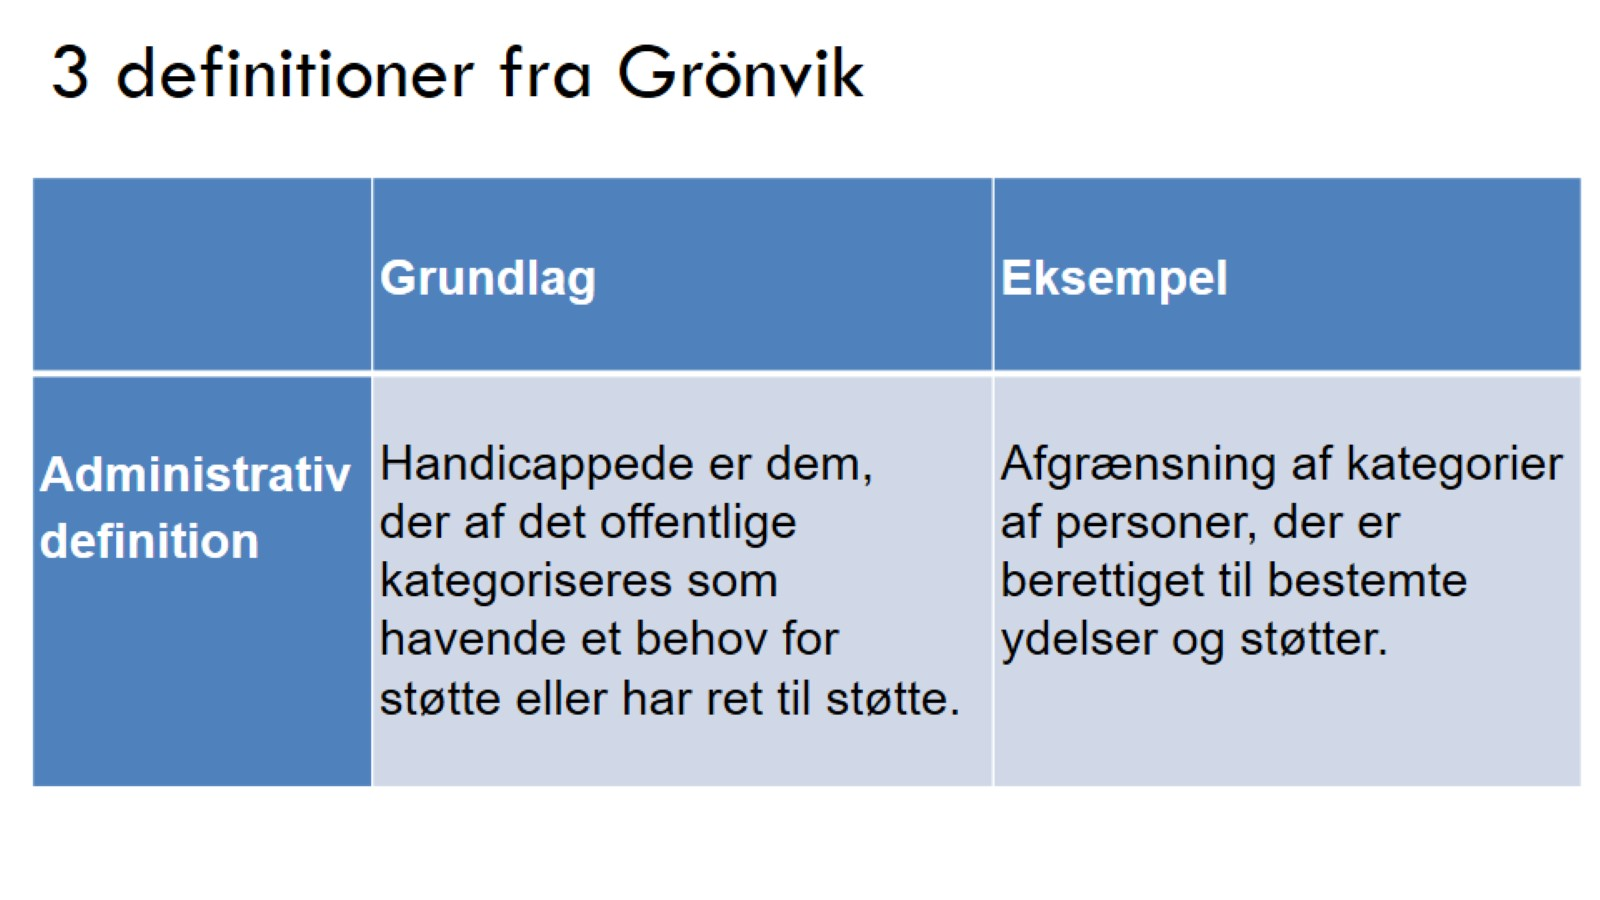 3 definitioner fra Grönvik
Grundlag
Eksempel
Administrativ
definition
Handicappede er dem,
der af det offentlige
kategoriseres som
havende et behov for
støtte eller har ret til støtte.
Afgrænsning af kategorier
af personer, der er
berettiget til bestemte
ydelser og støtter.